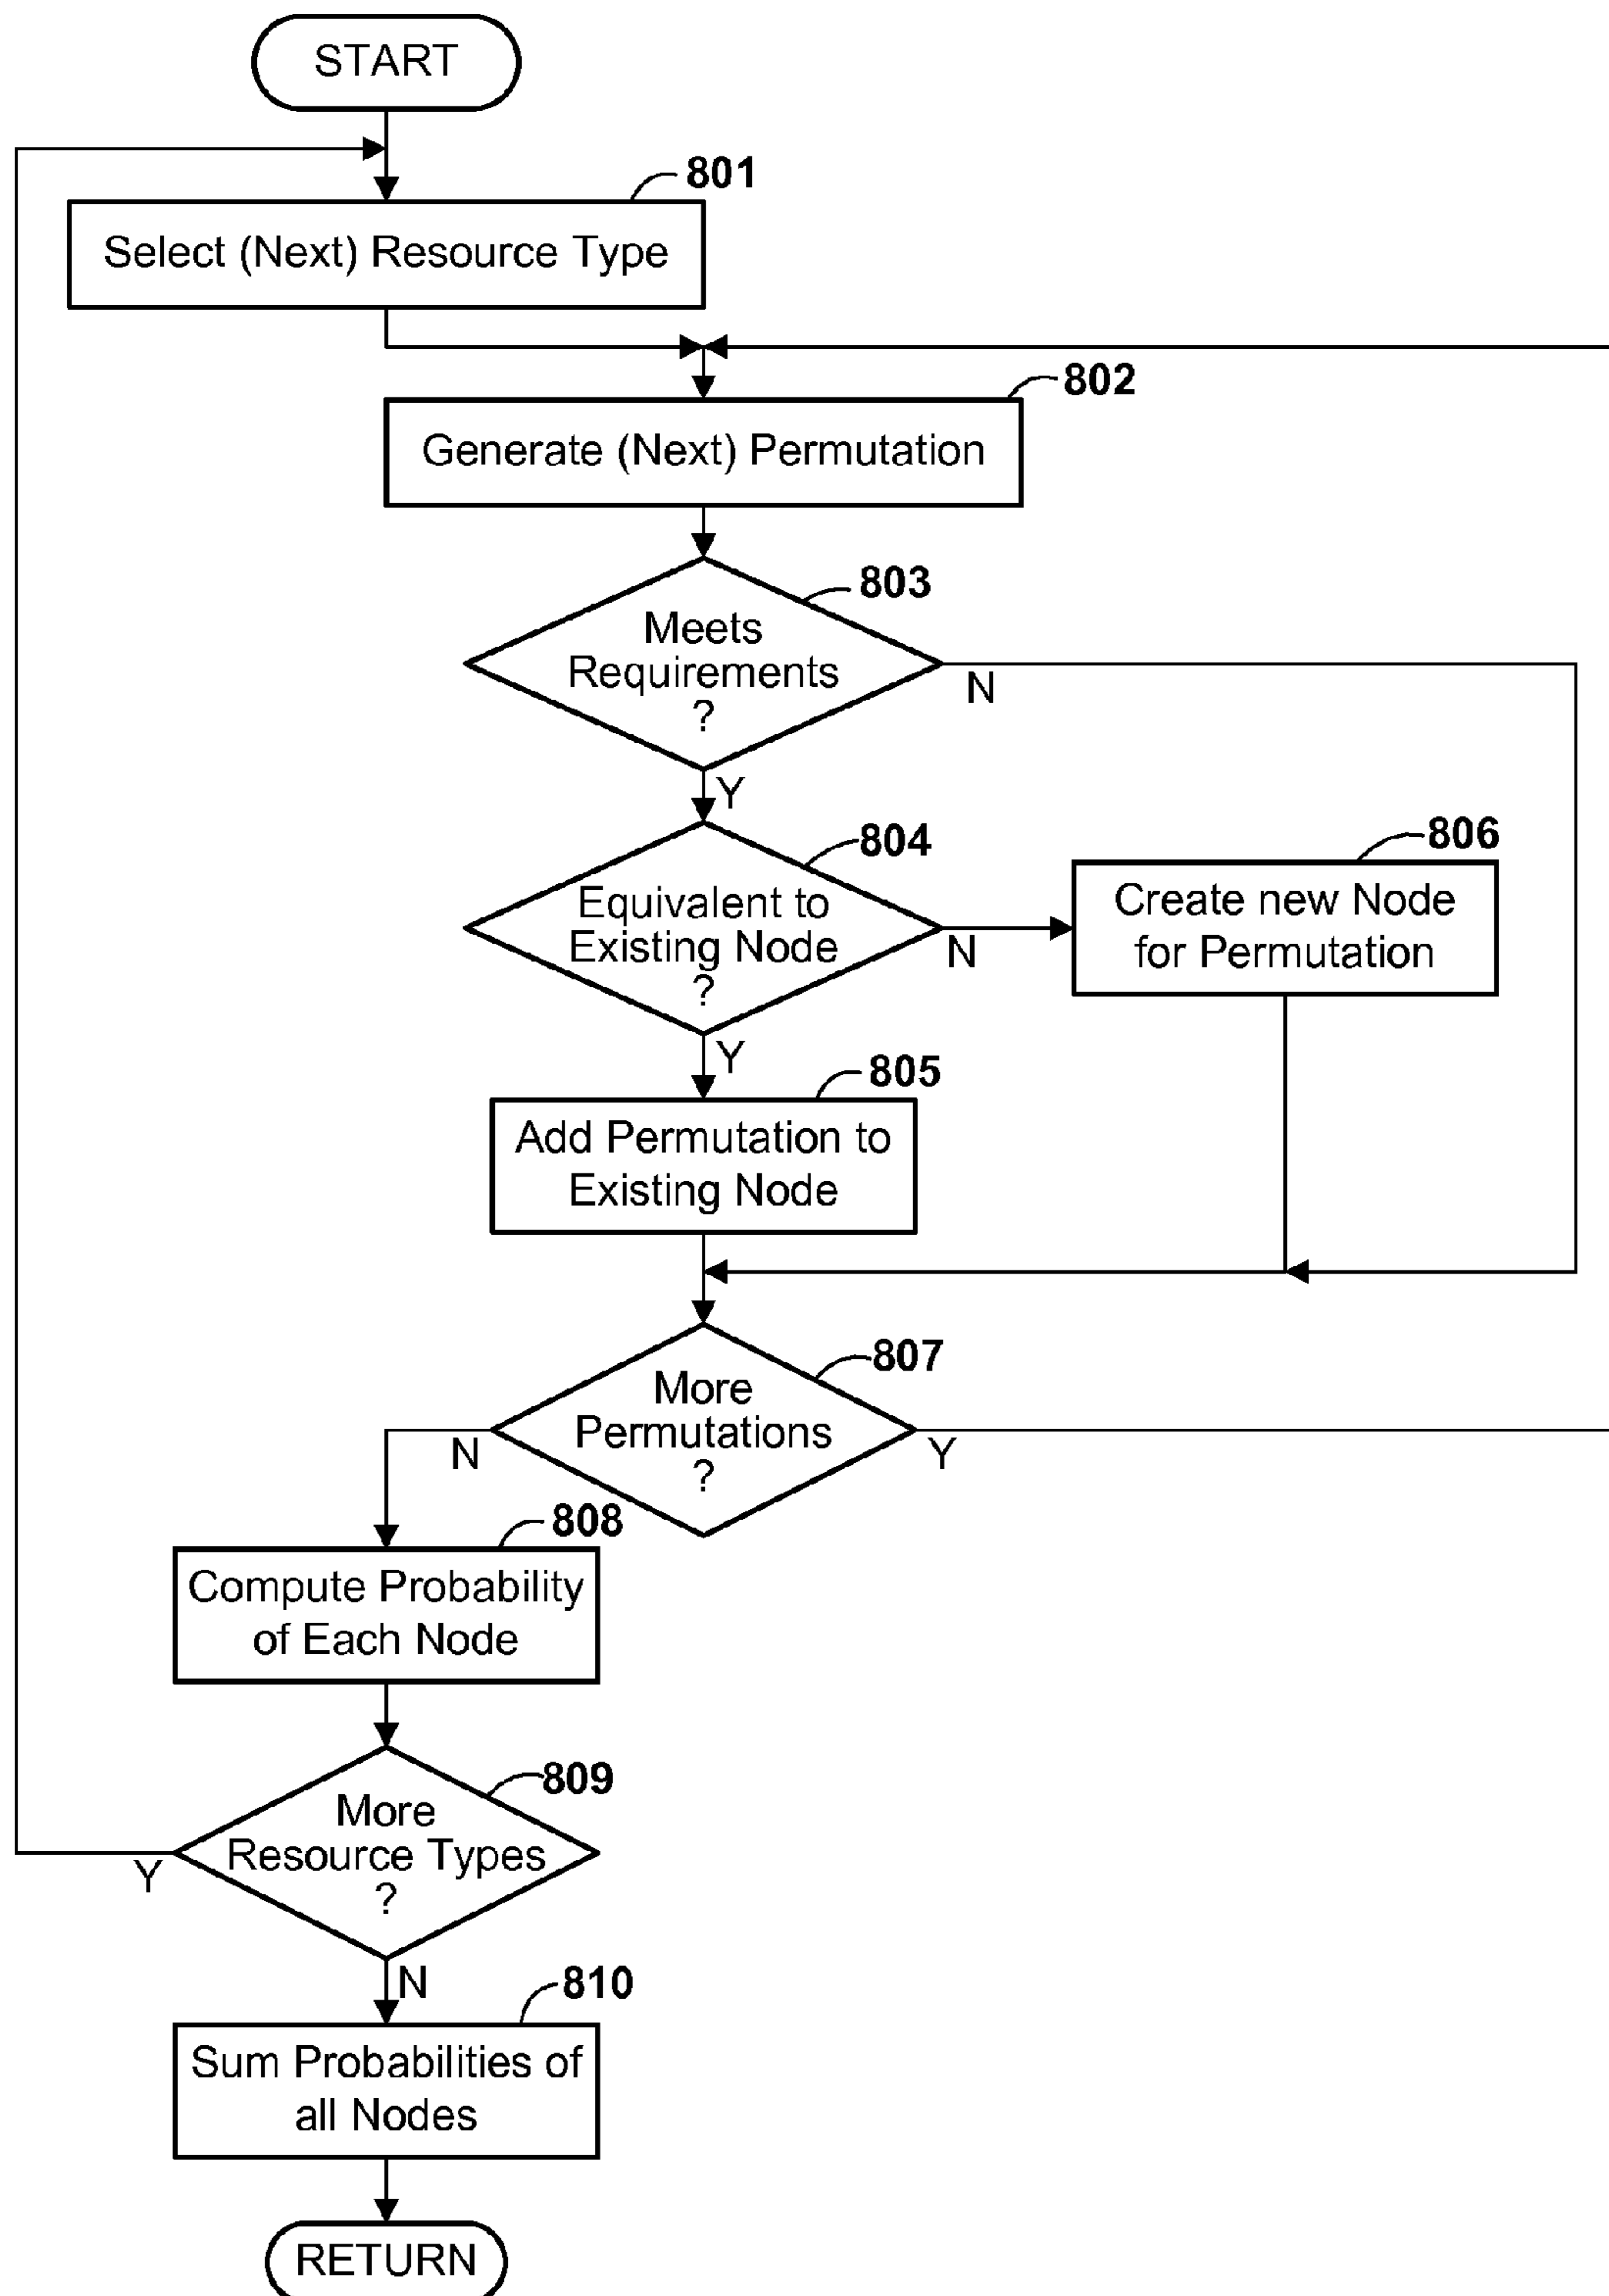 START
801
Select (Next) Resource Type
802
Generate (Next) Permutation
803
Meets
Requirements
?
N
Y
804
Equivalent to
Existing Node
?
N
806
Create new Node
for Permutation
Y
805
Add Permutation to
Existing Node
807
More
Permutations
?
N
Y
808
Compute Probability
of Each Node
809
More
Resource Types
?
Y
N
810
Sum Probabilities of
all Nodes
RETURN